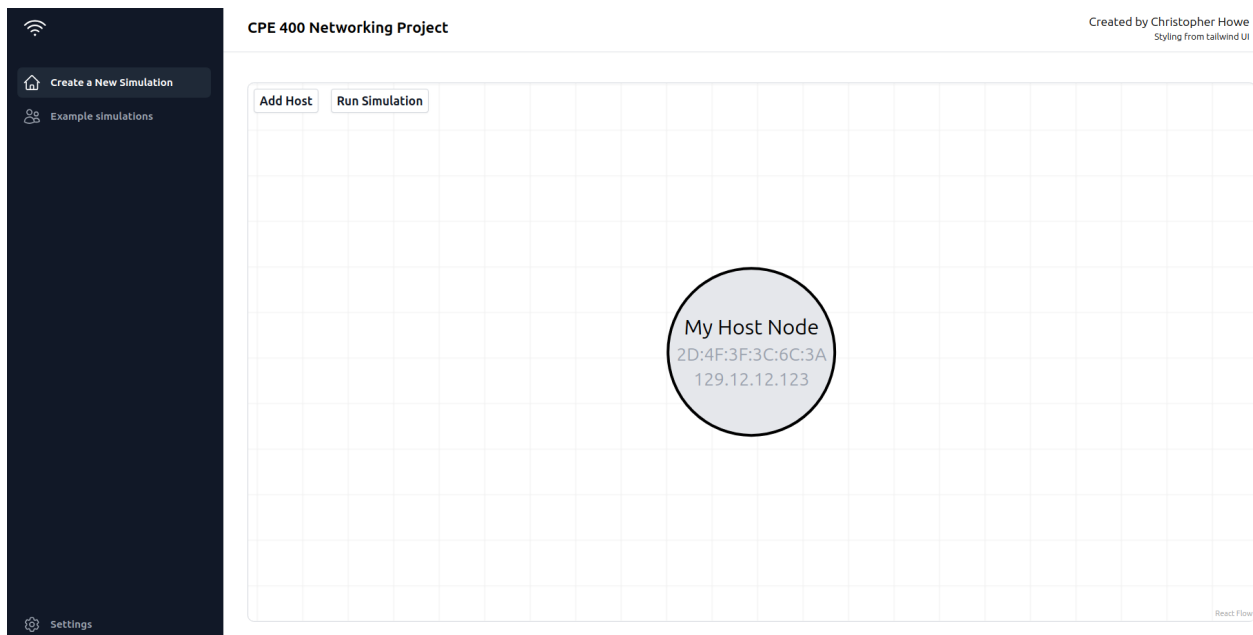 CPE 400 Networking Project
Created by Christopher Howe
Styling from tailwind UI
Create a New Simulation
Example simulations
Add Host
Run Simulation
My Host Node
2D:4F:3F:3C:6C:3A
129.12.12.123
Settings
React Flow